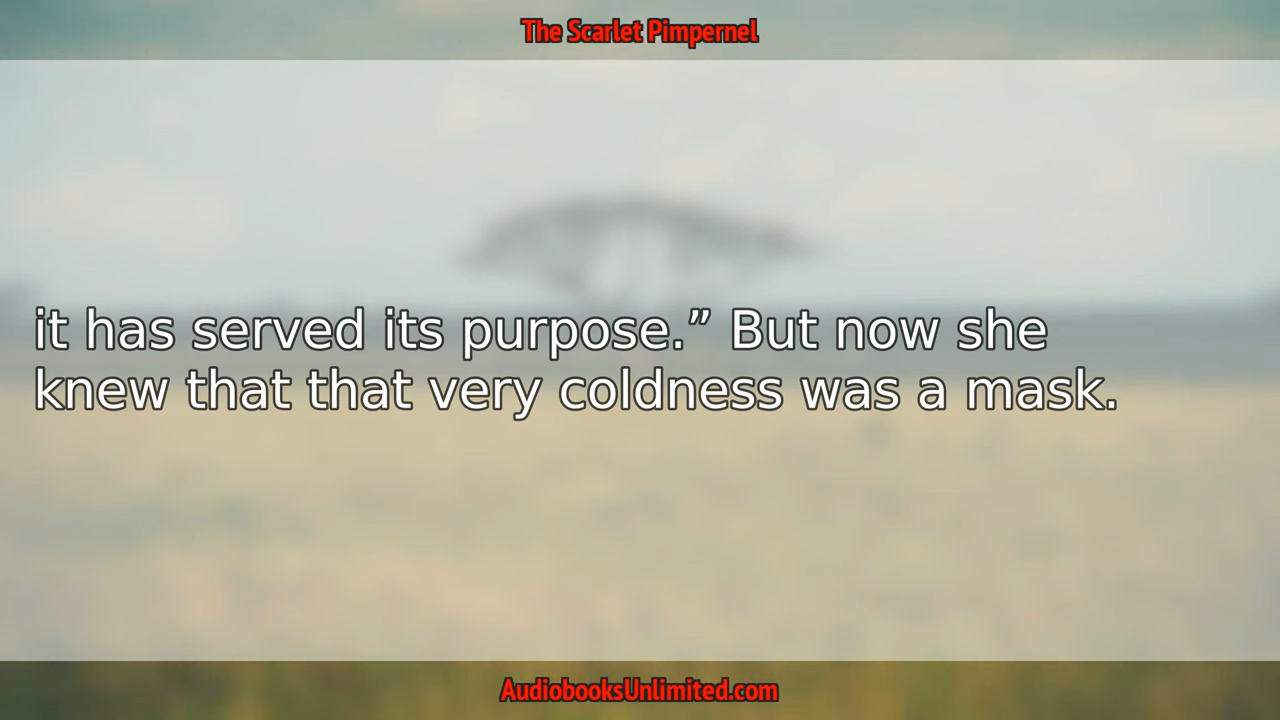 The Scarlet Pimpernel
it has served its purpose.” But now she
knew that that very coldness was a mask.
AudiobooksUnlimited.com